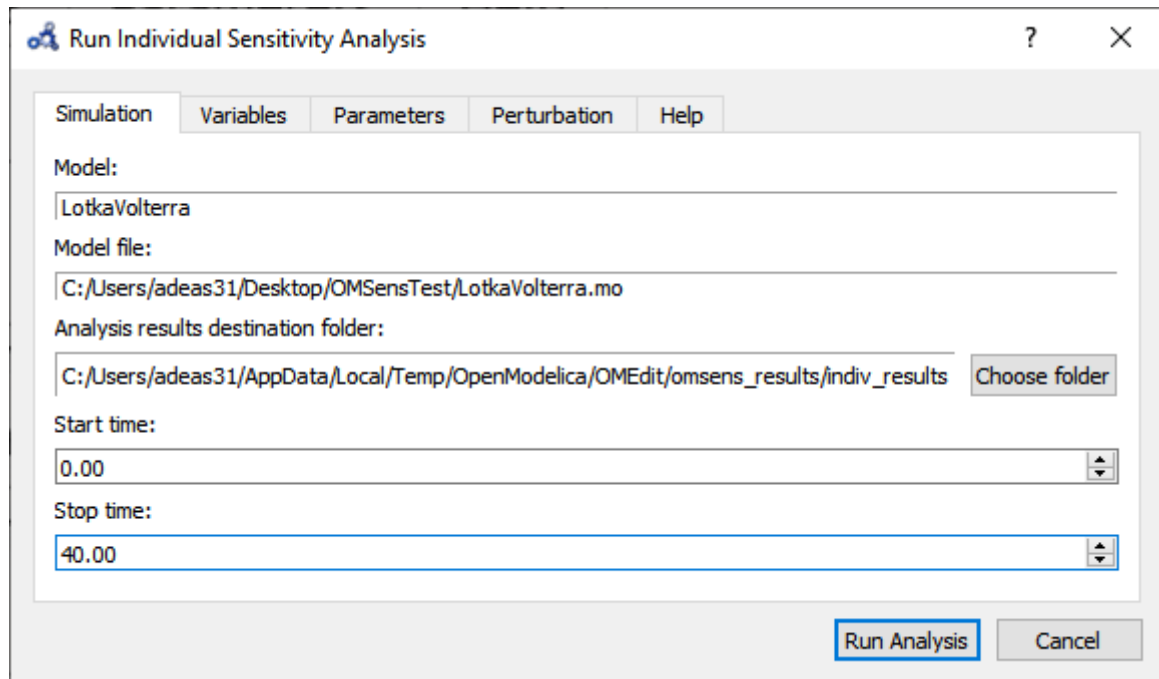 Run Individual Sensitivity Analysis ?
Simulation Variables Parameters Perturbation Help
Model:
LotkaVolterra
Model file:
C:/Users/adeas31/Desktop/OMSensTest/LotkaVolterra.mo
Analysis results destination folder:
C:/Users/adeas31/AppData/Local/Temp/OpenModelica/OMEdit/omsens_results/indiv_results Choose folder
Start time:
0.00
Stop time:
40.00
Run Analysis Cancel